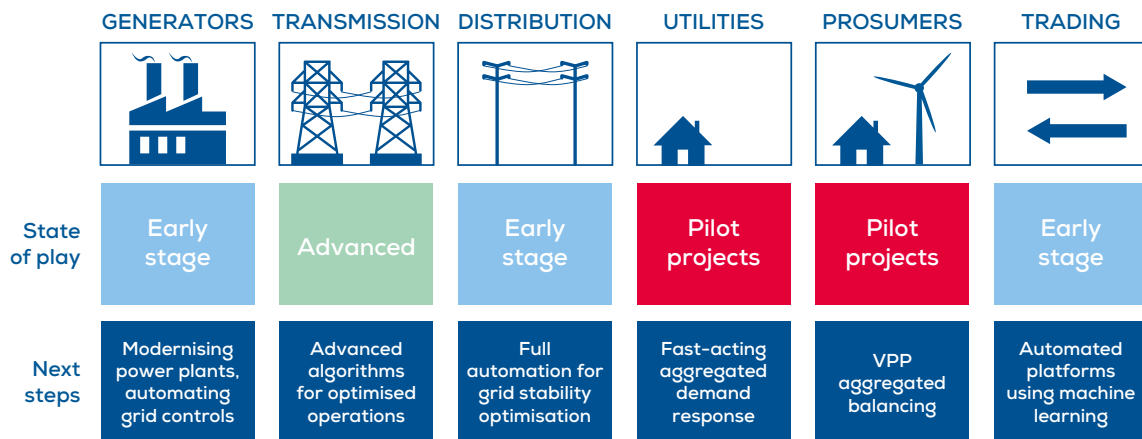 GENERATORS
TRANSMISSION
DISTRIBUTION
UTILITIES
PROSUMERS
TRADING
State
of play
Early
stage
Advanced
Early
stage
Pilot
projects
Pilot
projects
Early
stage
Next
steps
Modernising
power plants,
automating
grid controls
Advanced
algorithms
for optimised
operations
Full
automation for
grid stability
optimisation
Fast-acting
aggregated
demand
response
VPP
aggregated
balancing
Automated
platforms
using machine
learning